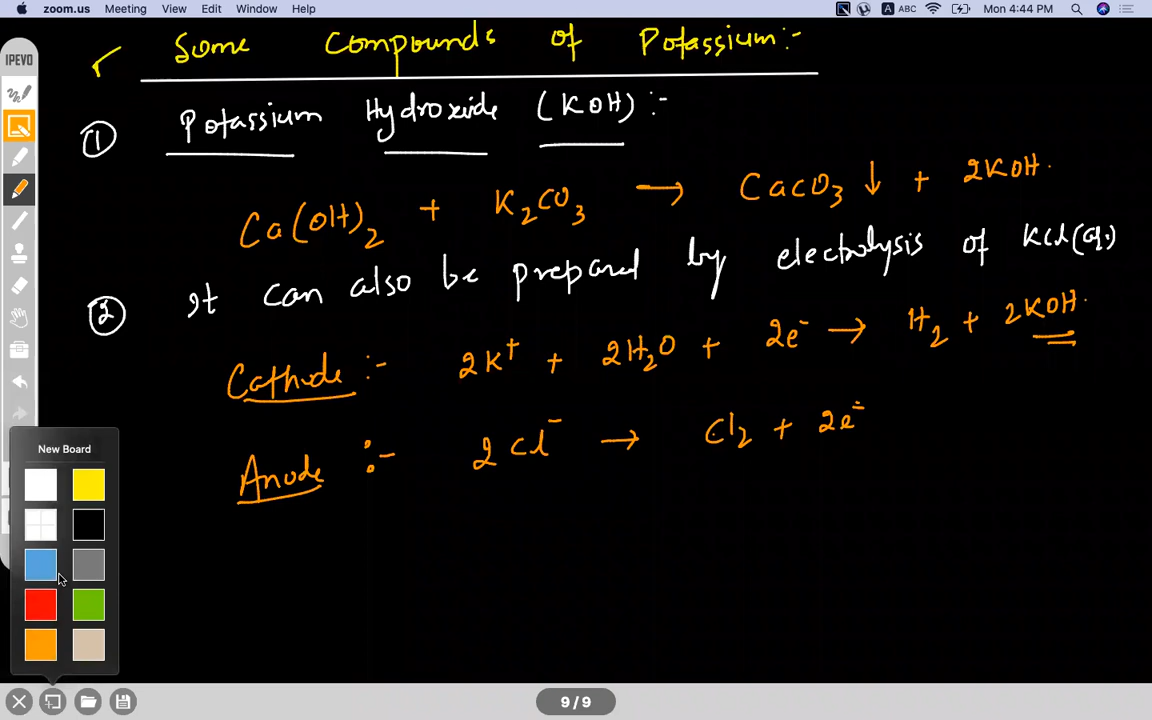 zoom.us Meeting View Edit Window Help
A ABC Mon 4:44 PM
IPEVO
✓ Some Compounds of Potassium:-
① Potassium Hydroxide (KOH):-
Ca(OH)₂ + K₂CO₃ → CaCO₃ ↓ + 2KOH.
② It can also be prepared by electrolysis of KCl(aq.)
Cathode :- 2K⁺ + 2H₂O + 2e⁻ → H₂ + 2KOH.
Anode :- 2Cl⁻ → Cl₂ + 2e⁻
New Board
9/9